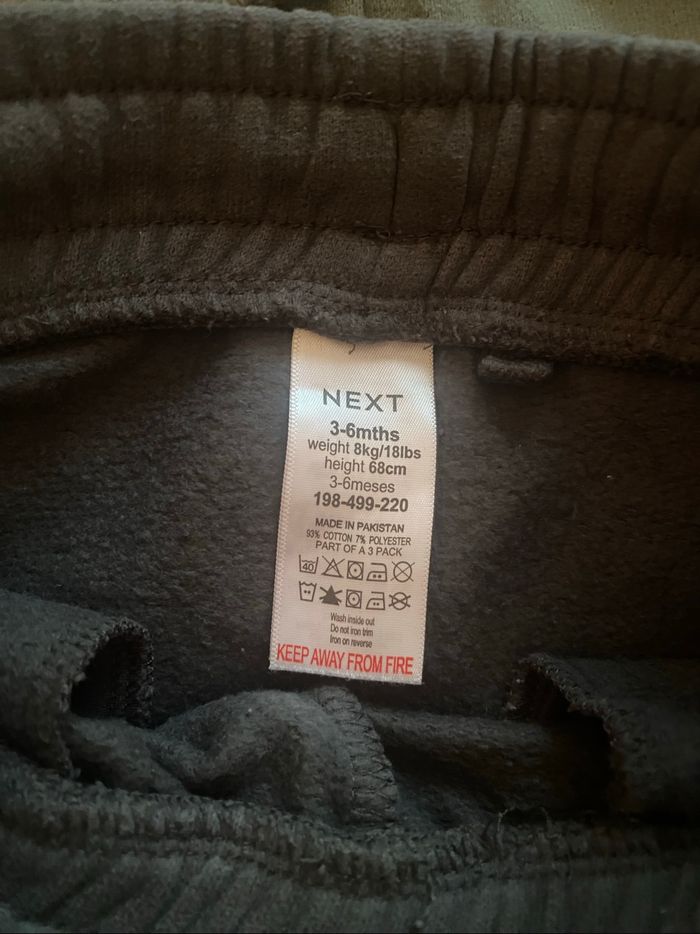 NEXT
3-6mths
weight 8kg/18lbs
height 68cm
3-6meses
198-499-220
MADE IN PAKISTAN
93% COTTON 7% POLYESTER
PART OF A 3 PACK
40
Wash inside out
Do not iron trim
Iron on reverse
KEEP AWAY FROM FIRE